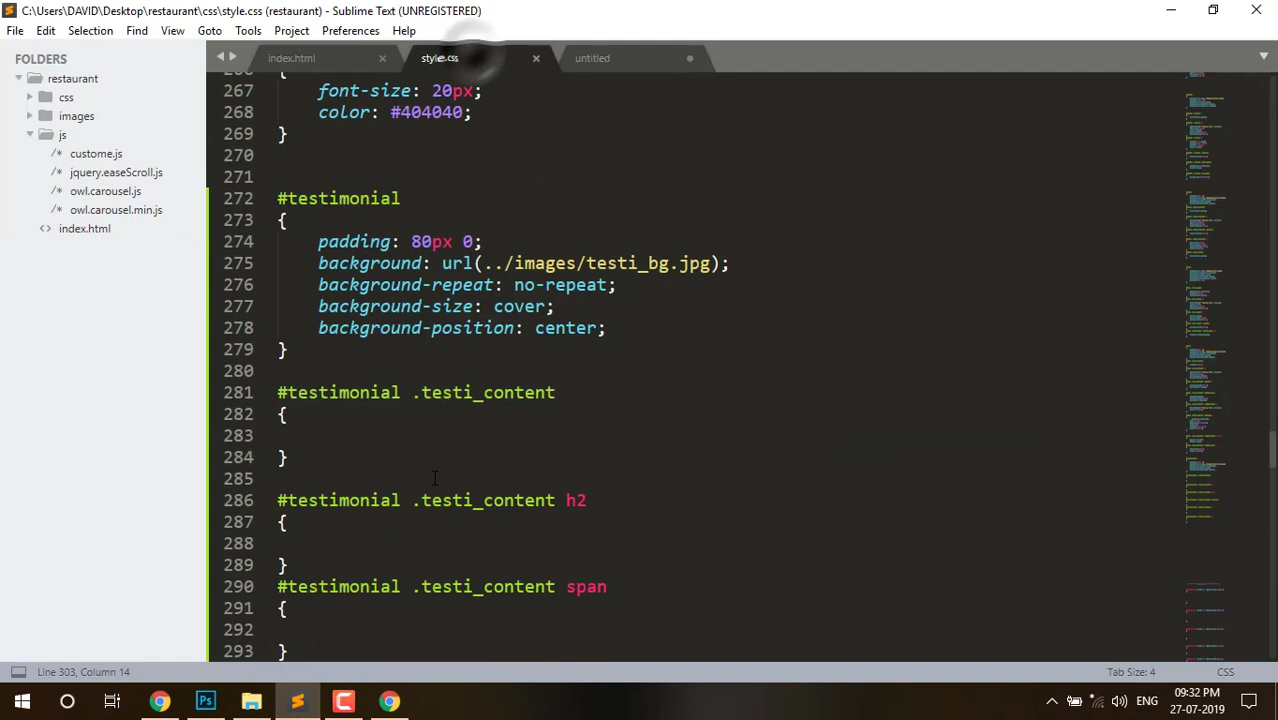 C:\Users\DAVID\Desktop\restaurant\css\style.css (restaurant) - Sublime Text (UNREGISTERED)
File Edit Selection Find View Goto Tools Project Preferences Help
FOLDERS
restaurant
css
images
js
/* custome.js
/* jquery.easeScroll.js
/* owl.carousel.js
/* owl.carousel.min.js
<> index.html
index.html style.css untitled
266 {
267 font-size: 20px;
268 color: #404040;
269 }
270
271
272 #testimonial
273 {
274 padding: 80px 0;
275 background: url(../images/testi_bg.jpg);
276 background-repeat: no-repeat;
277 background-size: cover;
278 background-position: center;
279 }
280
281 #testimonial .testi_content
282 {
283
284 }
285
286 #testimonial .testi_content h2
287 {
288
289 }
290 #testimonial .testi_content span
291 {
292
293 }
Line 303, Column 14 Tab Size: 4 CSS
Ps
ENG
09:32 PM
27-07-2019